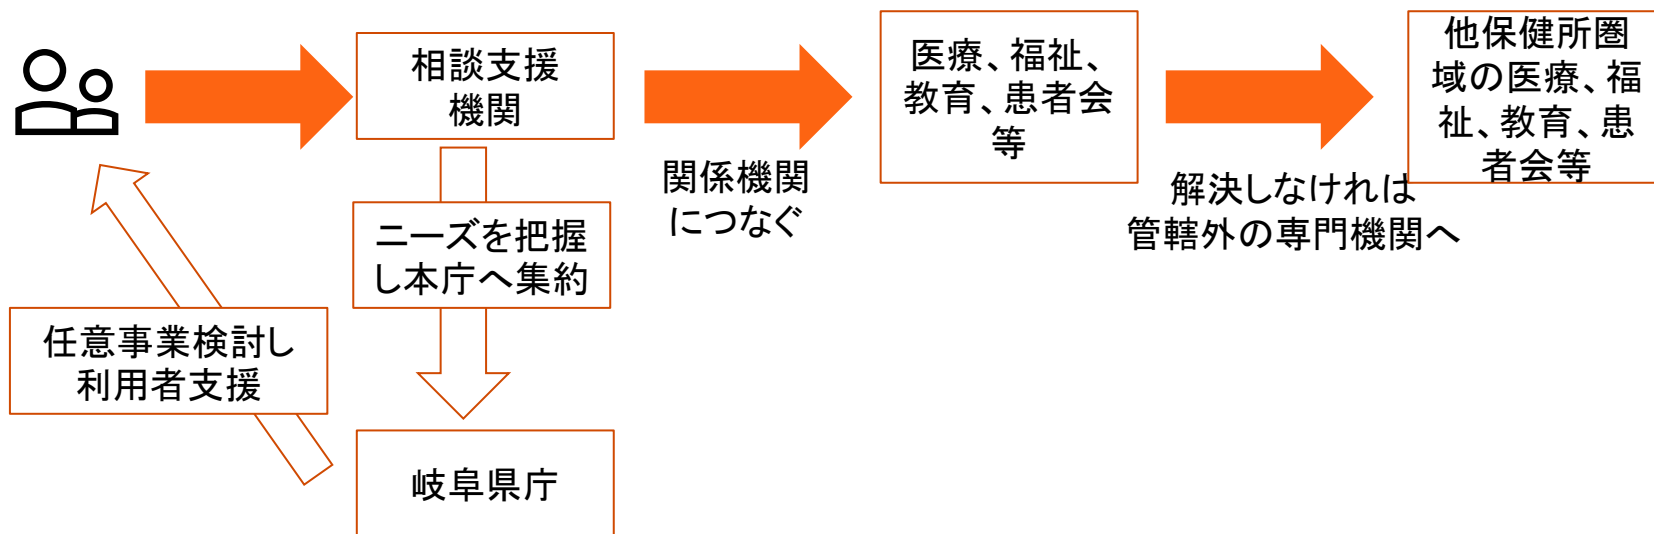 相談支援
機関
医療、福祉、
教育、患者会
等
他保健所圏
域の医療、福
祉、教育、患
者会等
関係機関
につなぐ
解決しなければ
管轄外の専門機関へ
ニーズを把握
し本庁へ集約
任意事業検討し
利用者支援
岐阜県庁